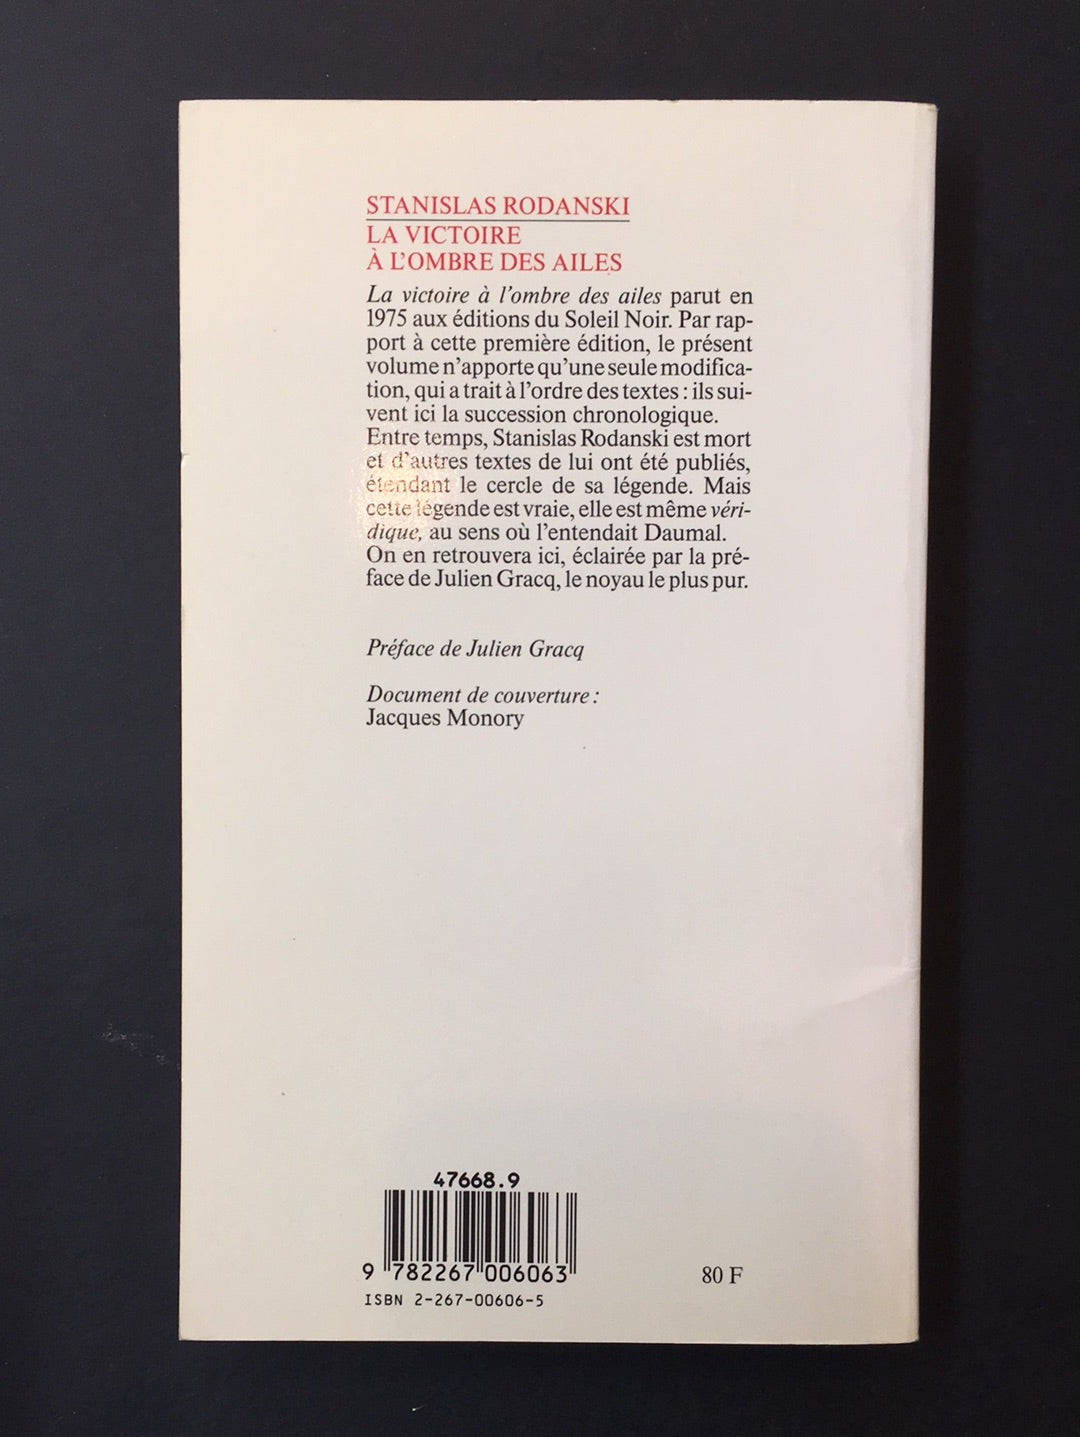 STANISLAS RODANSKI
LA VICTOIRE
À L'OMBRE DES AILES
La victoire à l'ombre des ailes parut en
1975 aux éditions du Soleil Noir. Par rap-
port à cette première édition, le présent
volume n'apporte qu'une seule modifica-
tion, qui a trait à l'ordre des textes : ils sui-
vent ici la succession chronologique.
Entre temps, Stanislas Rodanski est mort
et d'autres textes de lui ont été publiés,
étendant le cercle de sa légende. Mais
cette légende est vraie, elle est même véri-
dique, au sens où l'entendait Daumal.
On en retrouvera ici, éclairée par la pré-
face de Julien Gracq, le noyau le plus pur.
Préface de Julien Gracq
Document de couverture :
Jacques Monory
47668.9
9 782267 006063
ISBN 2-267-00606-5
80 F